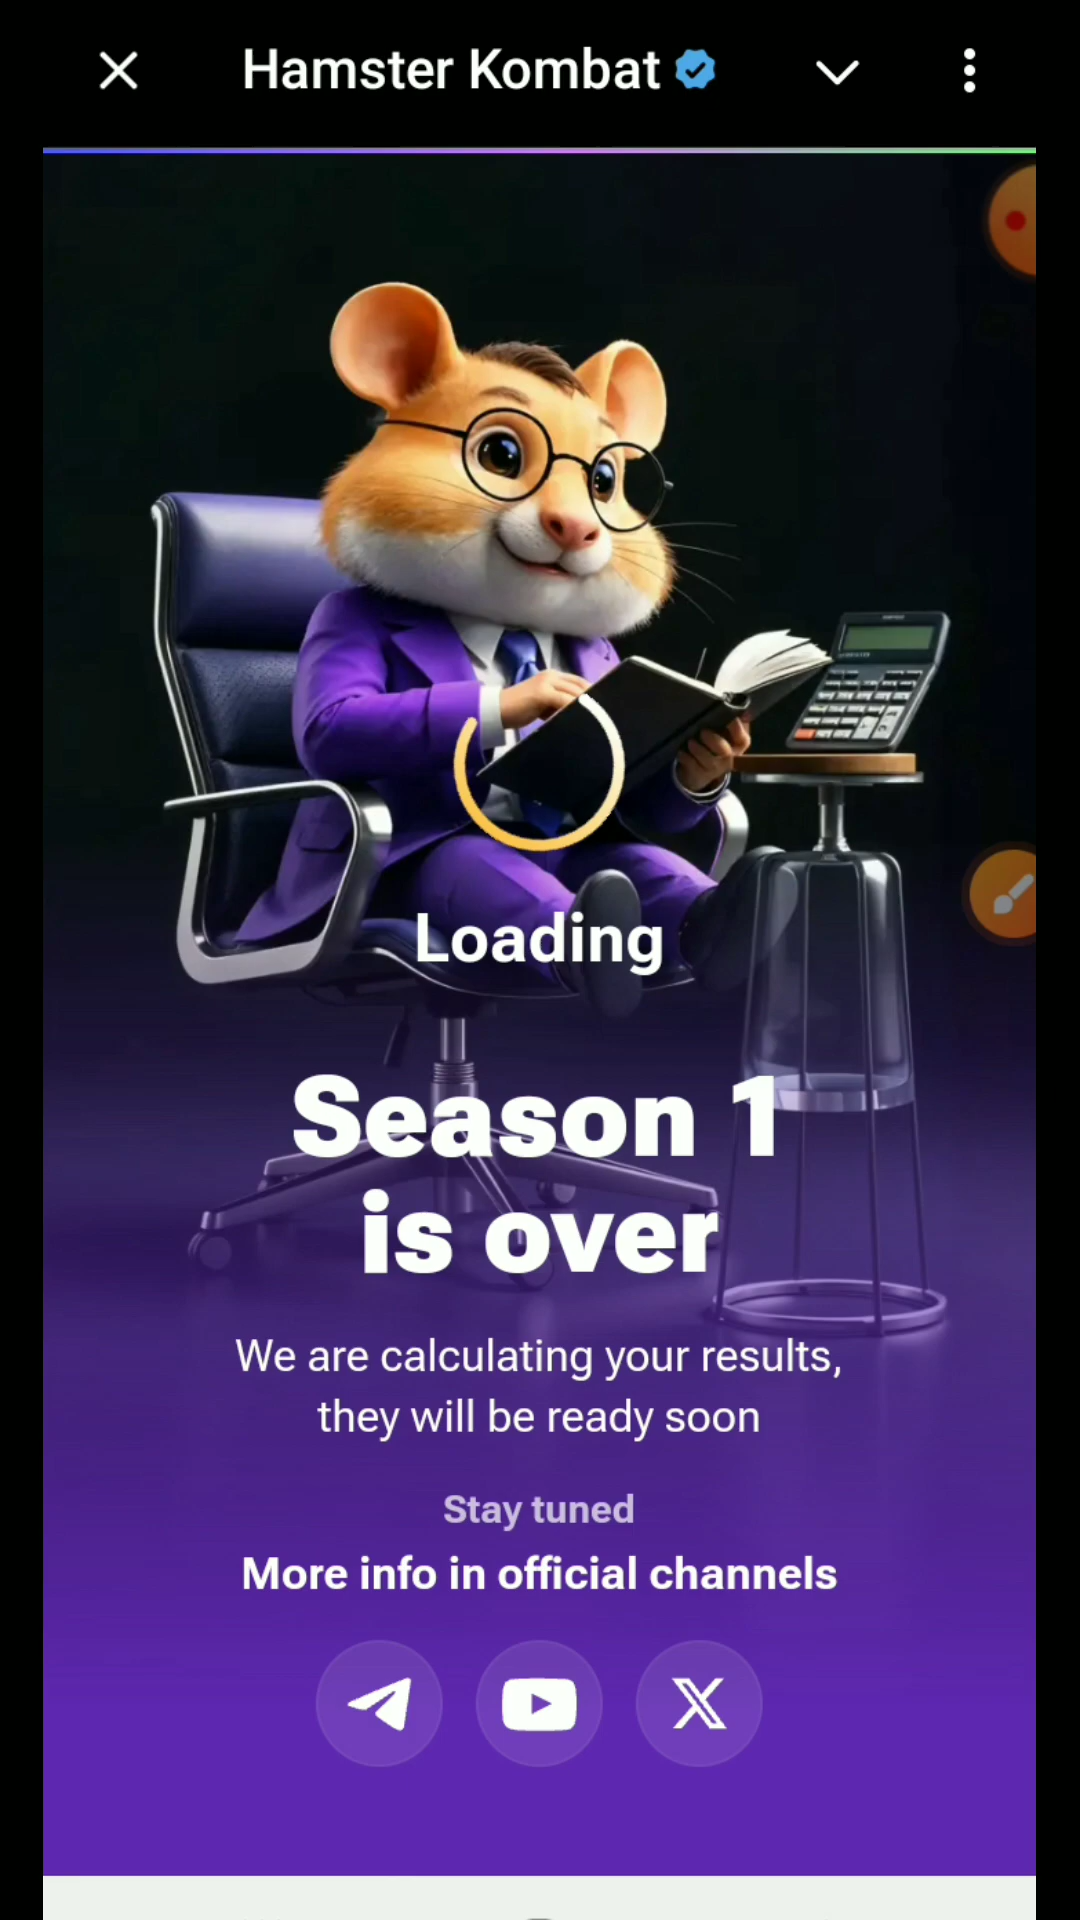 Hamster Kombat
Loading
Season 1
is over
We are calculating your results,
they will be ready soon
Stay tuned
More info in official channels